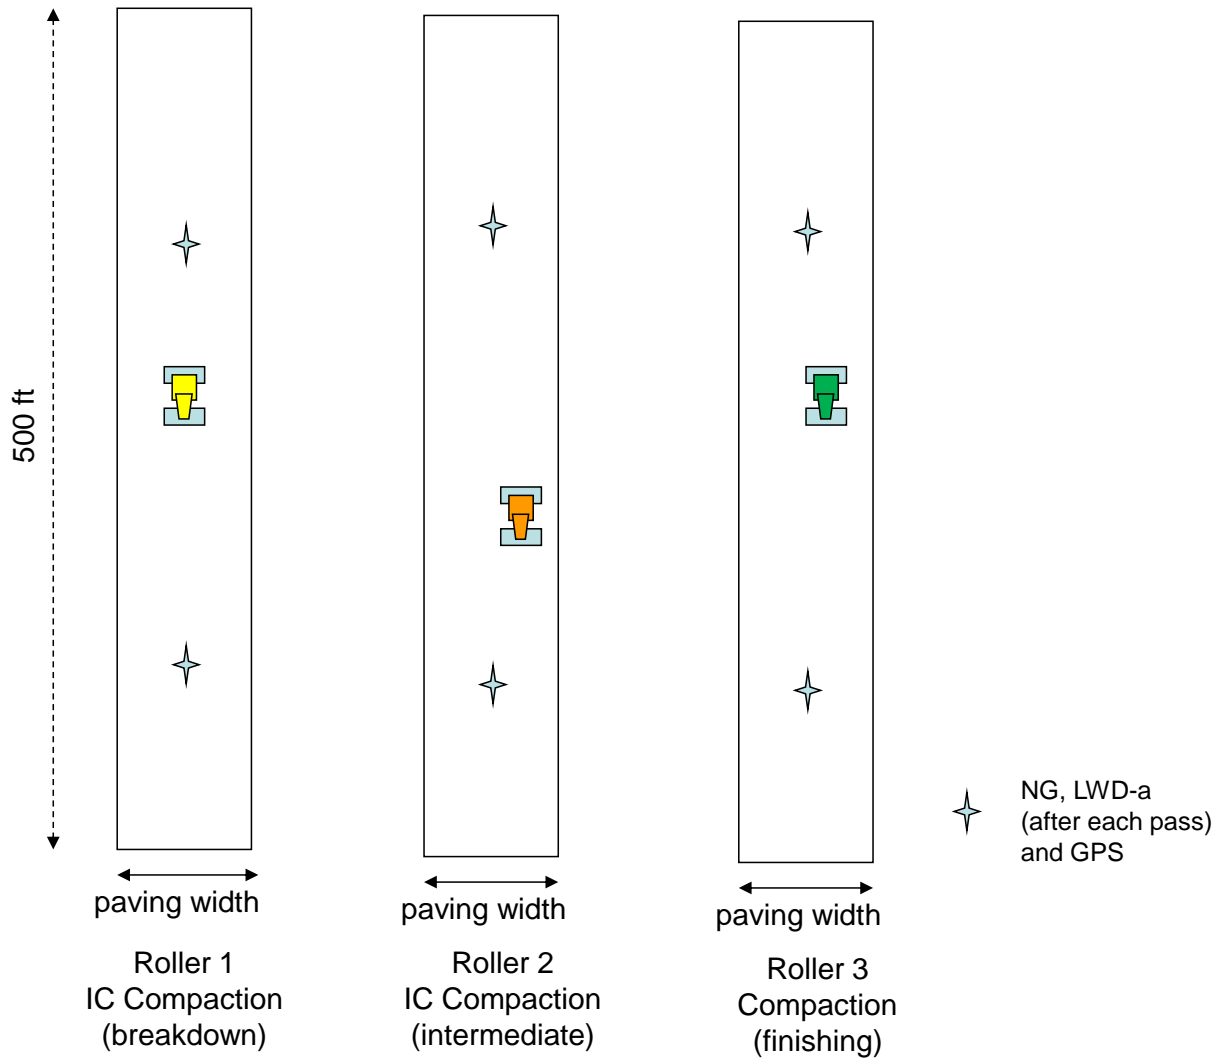 500 ft
NG, LWD-a
(after each pass)
and GPS
paving width
paving width
paving width
Roller 1
IC Compaction
(breakdown)
Roller 2
IC Compaction
(intermediate)
Roller 3
Compaction
(finishing)